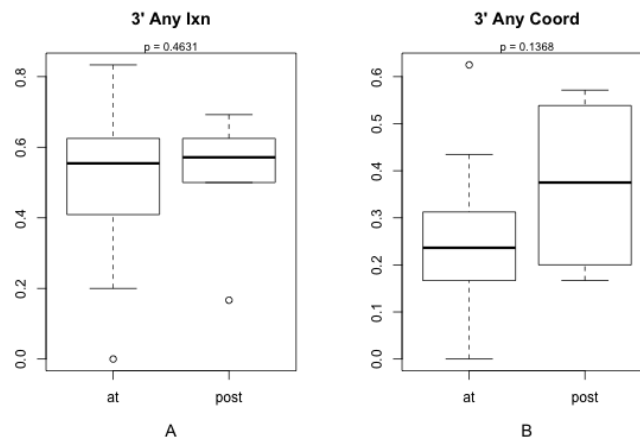 3' Any Ixn
p = 0.4631
0.8
0.6
0.4
0.2
0.0
at post
A
3' Any Coord
p = 0.1368
0.6
0.5
0.4
0.3
0.2
0.1
0.0
at post
B